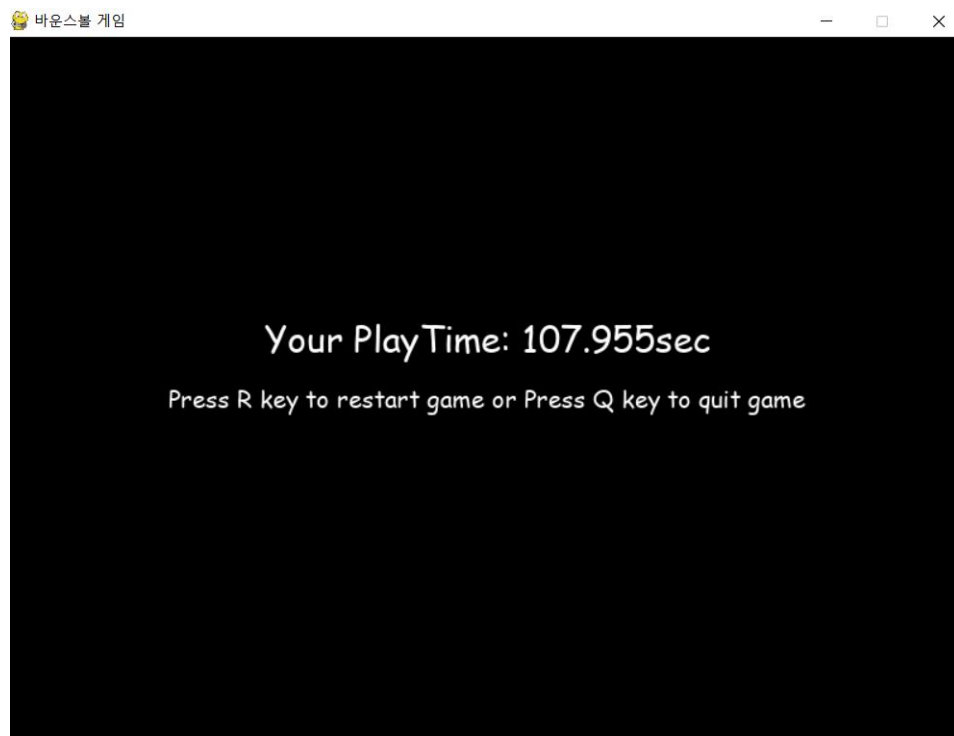 바운스볼 게임
Your PlayTime: 107.955sec
Press R key to restart game or Press Q key to quit game